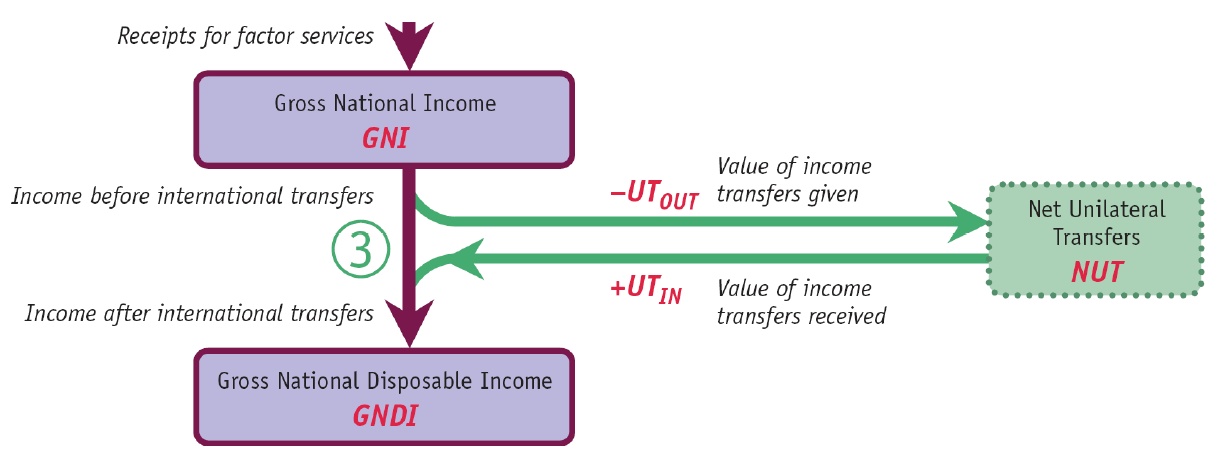 Receipts for factor services
Gross National Income
GNI
Income before international transfers
–UT_OUT
Value of income
transfers given
Net Unilateral
Transfers
NUT
3
+UT_IN
Value of income
transfers received
Income after international transfers
Gross National Disposable Income
GNDI